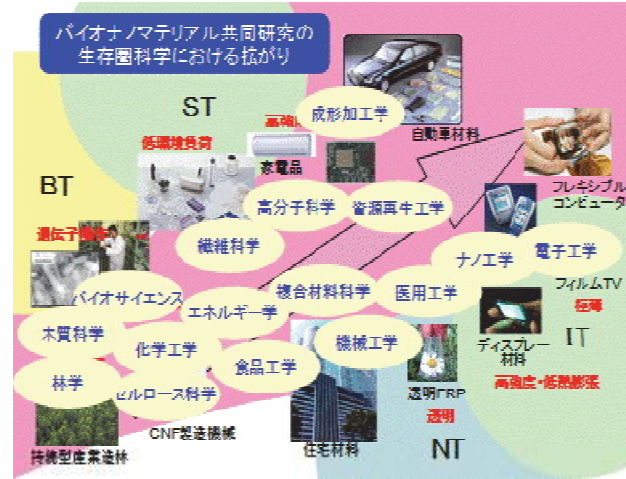 バイオナノマテリアル共同研究の
生存圏科学における拡がり
ST
成形加工学
自動車材料
低環境負荷
家電品
BT
フレキシブル
コンピュータ
高分子科学
資源再生工学
繊維科学
ナノ工学
電子工学
バイオサイエンス
エネルギー学
複合材料科学
医用工学
フィルムTV
木質科学
化学工学
機械工学
ディスプレー
材料
IT
林学
セルロース科学
食品工学
高強度・低熱膨張
透明FRP
透明
CNF製造機械
住宅材料
NT
持続型産業造林